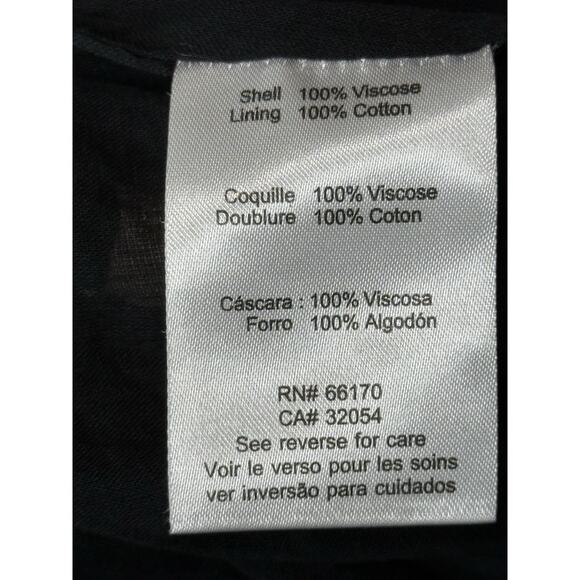 Shell 100% Viscose
Lining 100% Cotton
Coquille 100% Viscose
Doublure 100% Coton
Cáscara : 100% Viscosa
Forro 100% Algodón
RN# 66170
CA# 32054
See reverse for care
Voir le verso pour les soins
ver inversão para cuidados